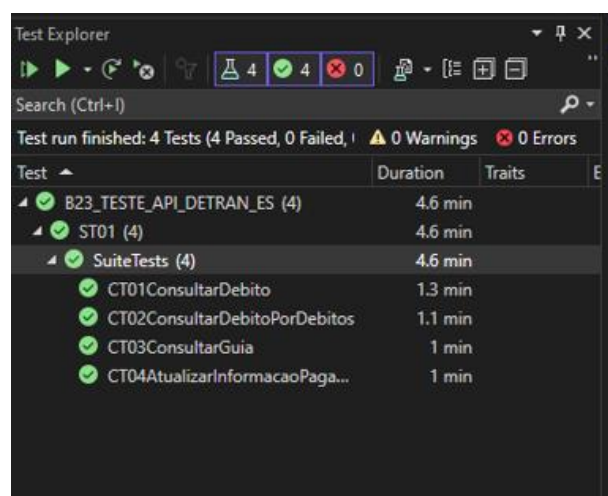 Test Explorer
4 4 0
Search (Ctrl+I)
Test run finished: 4 Tests (4 Passed, 0 Failed, 0 Warnings 0 Errors
Test Duration Traits E
B23_TESTE_API_DETRAN_ES (4) 4.6 min
ST01 (4) 4.6 min
SuiteTests (4) 4.6 min
CT01ConsultarDebito 1.3 min
CT02ConsultarDebitoPorDebitos 1.1 min
CT03ConsultarGuia 1 min
CT04AtualizarInformacaoPaga... 1 min